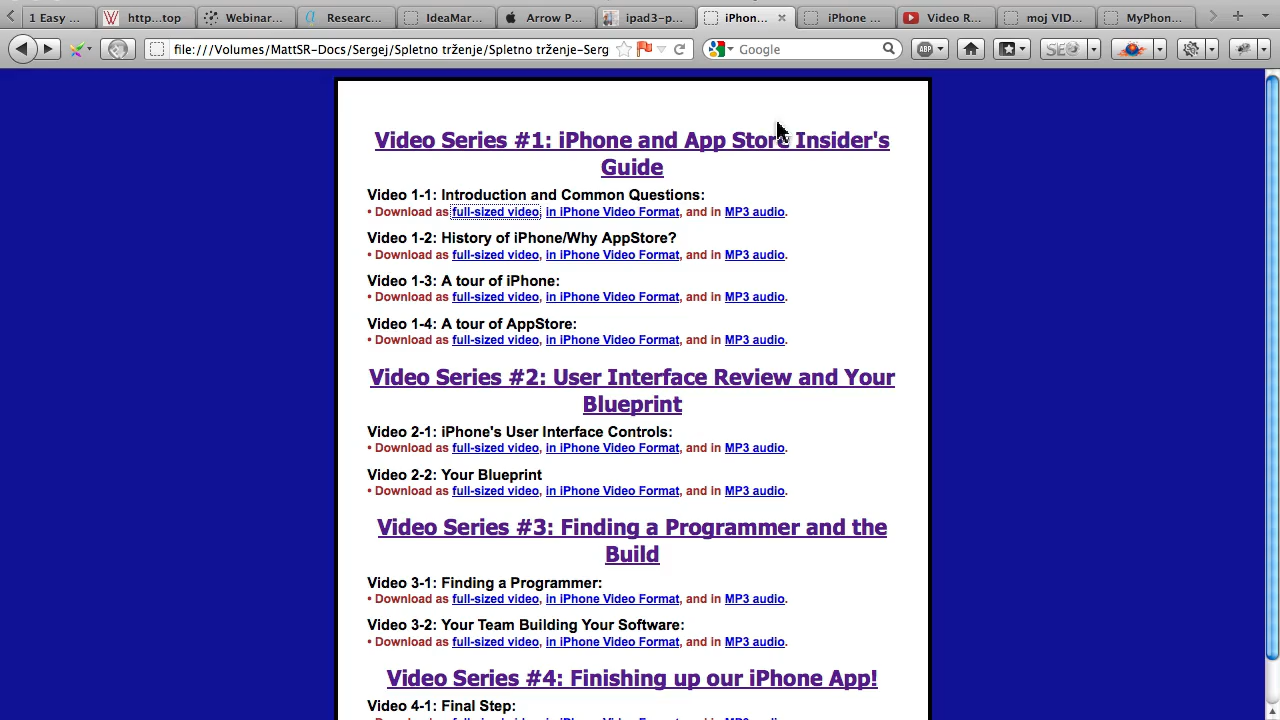 1 Easy ... http...top Webinar... Researc... IdeaMar... Arrow P... ipad3-p... iPhon... iPhone ... Video R... moj VID... MyPhon...
file:///Volumes/MattSR-Docs/Sergej/Spletno trženje/Spletno trženje-Serg Google ABP SEO
Video Series #1: iPhone and App Store Insider's
Guide
Video 1-1: Introduction and Common Questions:
• Download as full-sized video, in iPhone Video Format, and in MP3 audio.
Video 1-2: History of iPhone/Why AppStore?
• Download as full-sized video, in iPhone Video Format, and in MP3 audio.
Video 1-3: A tour of iPhone:
• Download as full-sized video, in iPhone Video Format, and in MP3 audio.
Video 1-4: A tour of AppStore:
• Download as full-sized video, in iPhone Video Format, and in MP3 audio.
Video Series #2: User Interface Review and Your
Blueprint
Video 2-1: iPhone's User Interface Controls:
• Download as full-sized video, in iPhone Video Format, and in MP3 audio.
Video 2-2: Your Blueprint
• Download as full-sized video, in iPhone Video Format, and in MP3 audio.
Video Series #3: Finding a Programmer and the
Build
Video 3-1: Finding a Programmer:
• Download as full-sized video, in iPhone Video Format, and in MP3 audio.
Video 3-2: Your Team Building Your Software:
• Download as full-sized video, in iPhone Video Format, and in MP3 audio.
Video Series #4: Finishing up our iPhone App!
Video 4-1: Final Step: